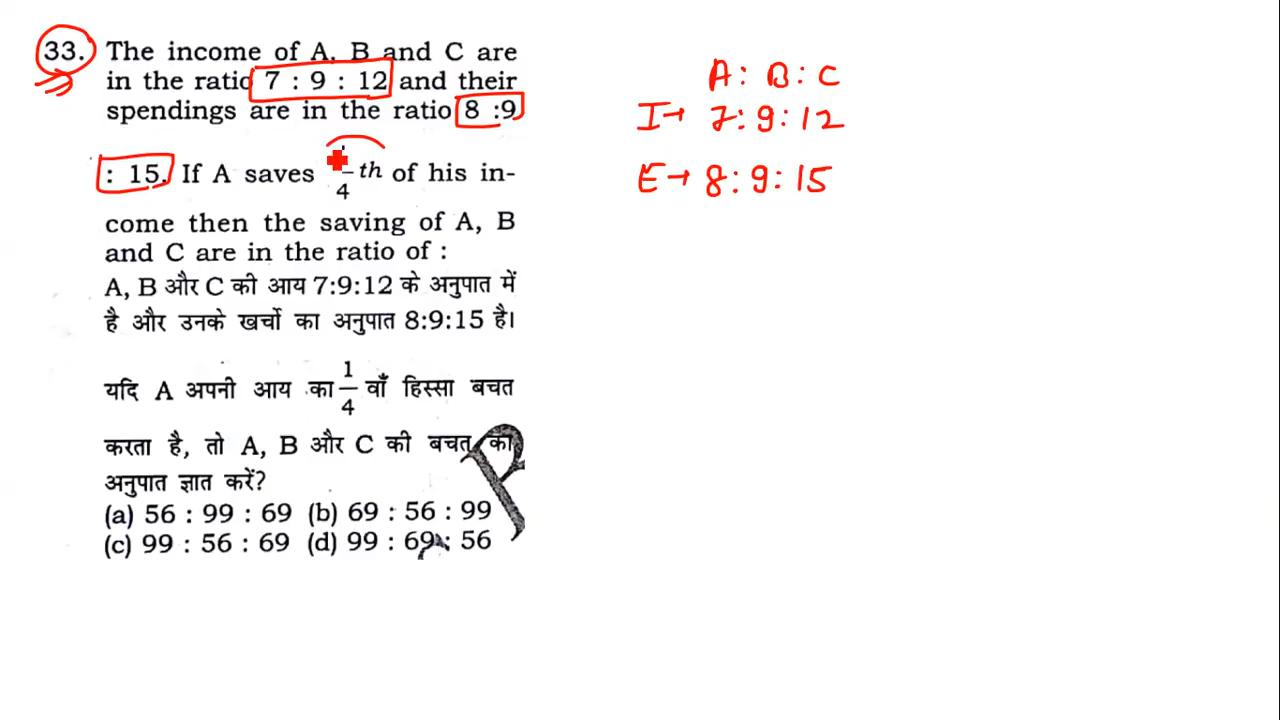 33. The income of A, B and C are
in the ratio 7 : 9 : 12 and their
spendings are in the ratio 8 :9
: 15. If A saves /4 th of his in-
come then the saving of A, B
and C are in the ratio of :
A, B और C की आय 7:9:12 के अनुपात में
है और उनके खर्चो का अनुपात 8:9:15 है।
यदि A अपनी आय का 1/4 वाँ हिस्सा बचत
करता है, तो A, B और C की बचत का
अनुपात ज्ञात करें?
(a) 56 : 99 : 69 (b) 69 : 56 : 99
(c) 99 : 56 : 69 (d) 99 : 69 : 56
A : B : C
I→ 7 : 9 : 12
E→ 8 : 9 : 15